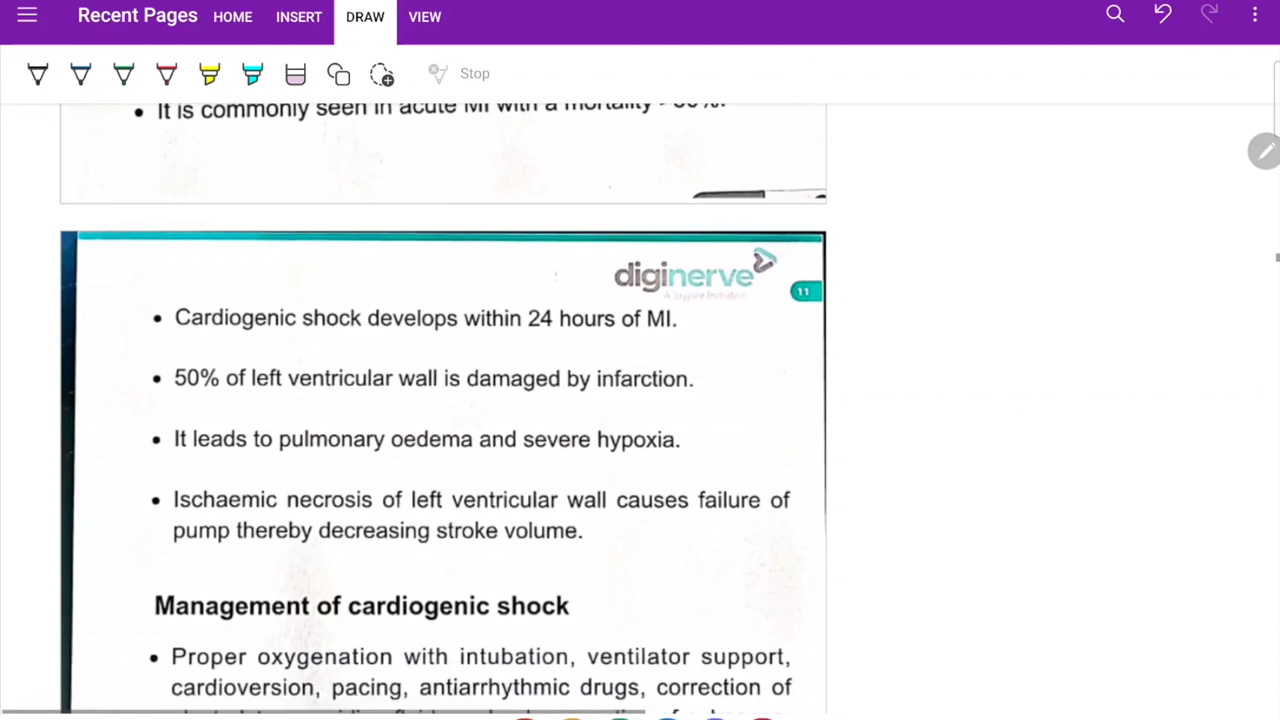 Recent Pages HOME INSERT DRAW VIEW
Stop
• It is commonly seen in acute MI with a mortality
diginerve
A Jaypee Initiative
11
• Cardiogenic shock develops within 24 hours of MI.
• 50% of left ventricular wall is damaged by infarction.
• It leads to pulmonary oedema and severe hypoxia.
• Ischaemic necrosis of left ventricular wall causes failure of
pump thereby decreasing stroke volume.
Management of cardiogenic shock
• Proper oxygenation with intubation, ventilator support,
cardioversion, pacing, antiarrhythmic drugs, correction of